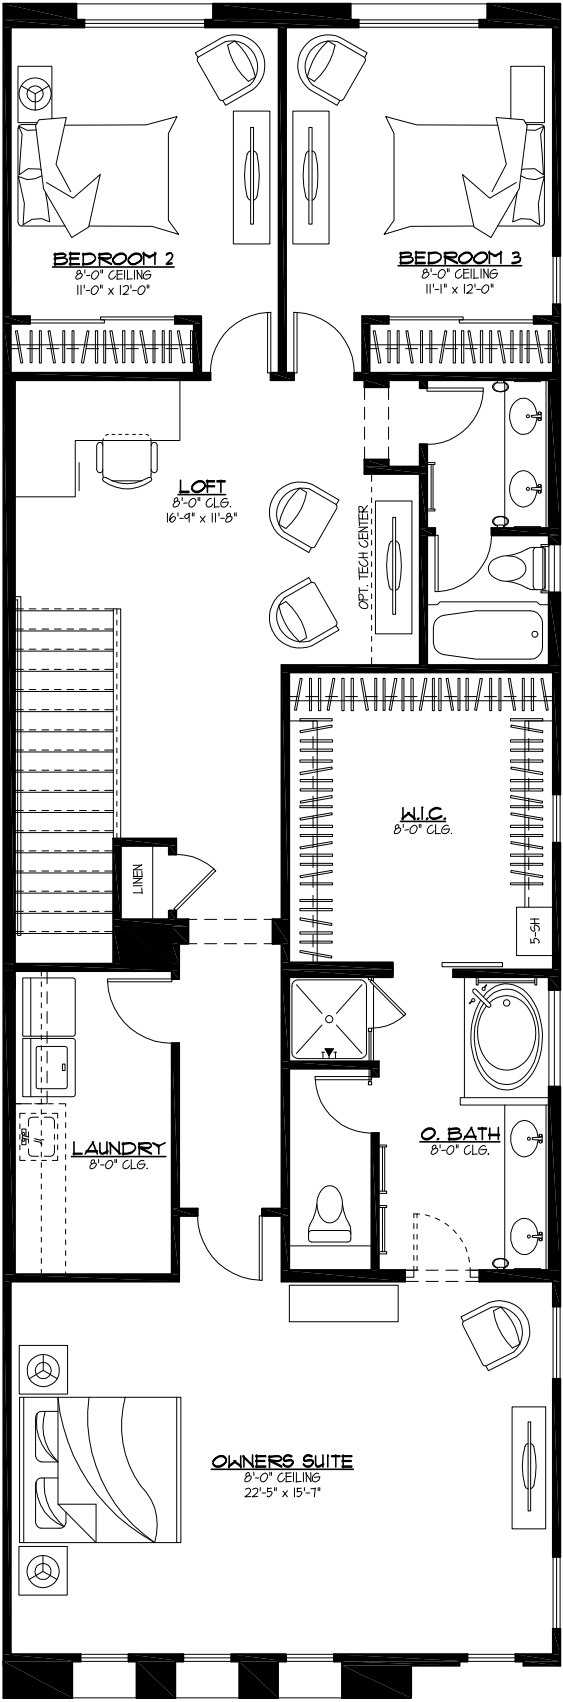 BEDROOM 2
8'-0" CEILING
11'-0" x 12'-0"
BEDROOM 3
8'-0" CEILING
11'-1" x 12'-0"
LOFT
8'-0" CLG.
16'-9" x 11'-8"
OPT. TECH CENTER
W.I.C.
8'-0" CLG.
LINEN
5-SH
LAUNDRY
8'-0" CLG.
O. BATH
8'-0" CLG.
OWNERS SUITE
8'-0" CEILING
22'-5" x 15'-7"